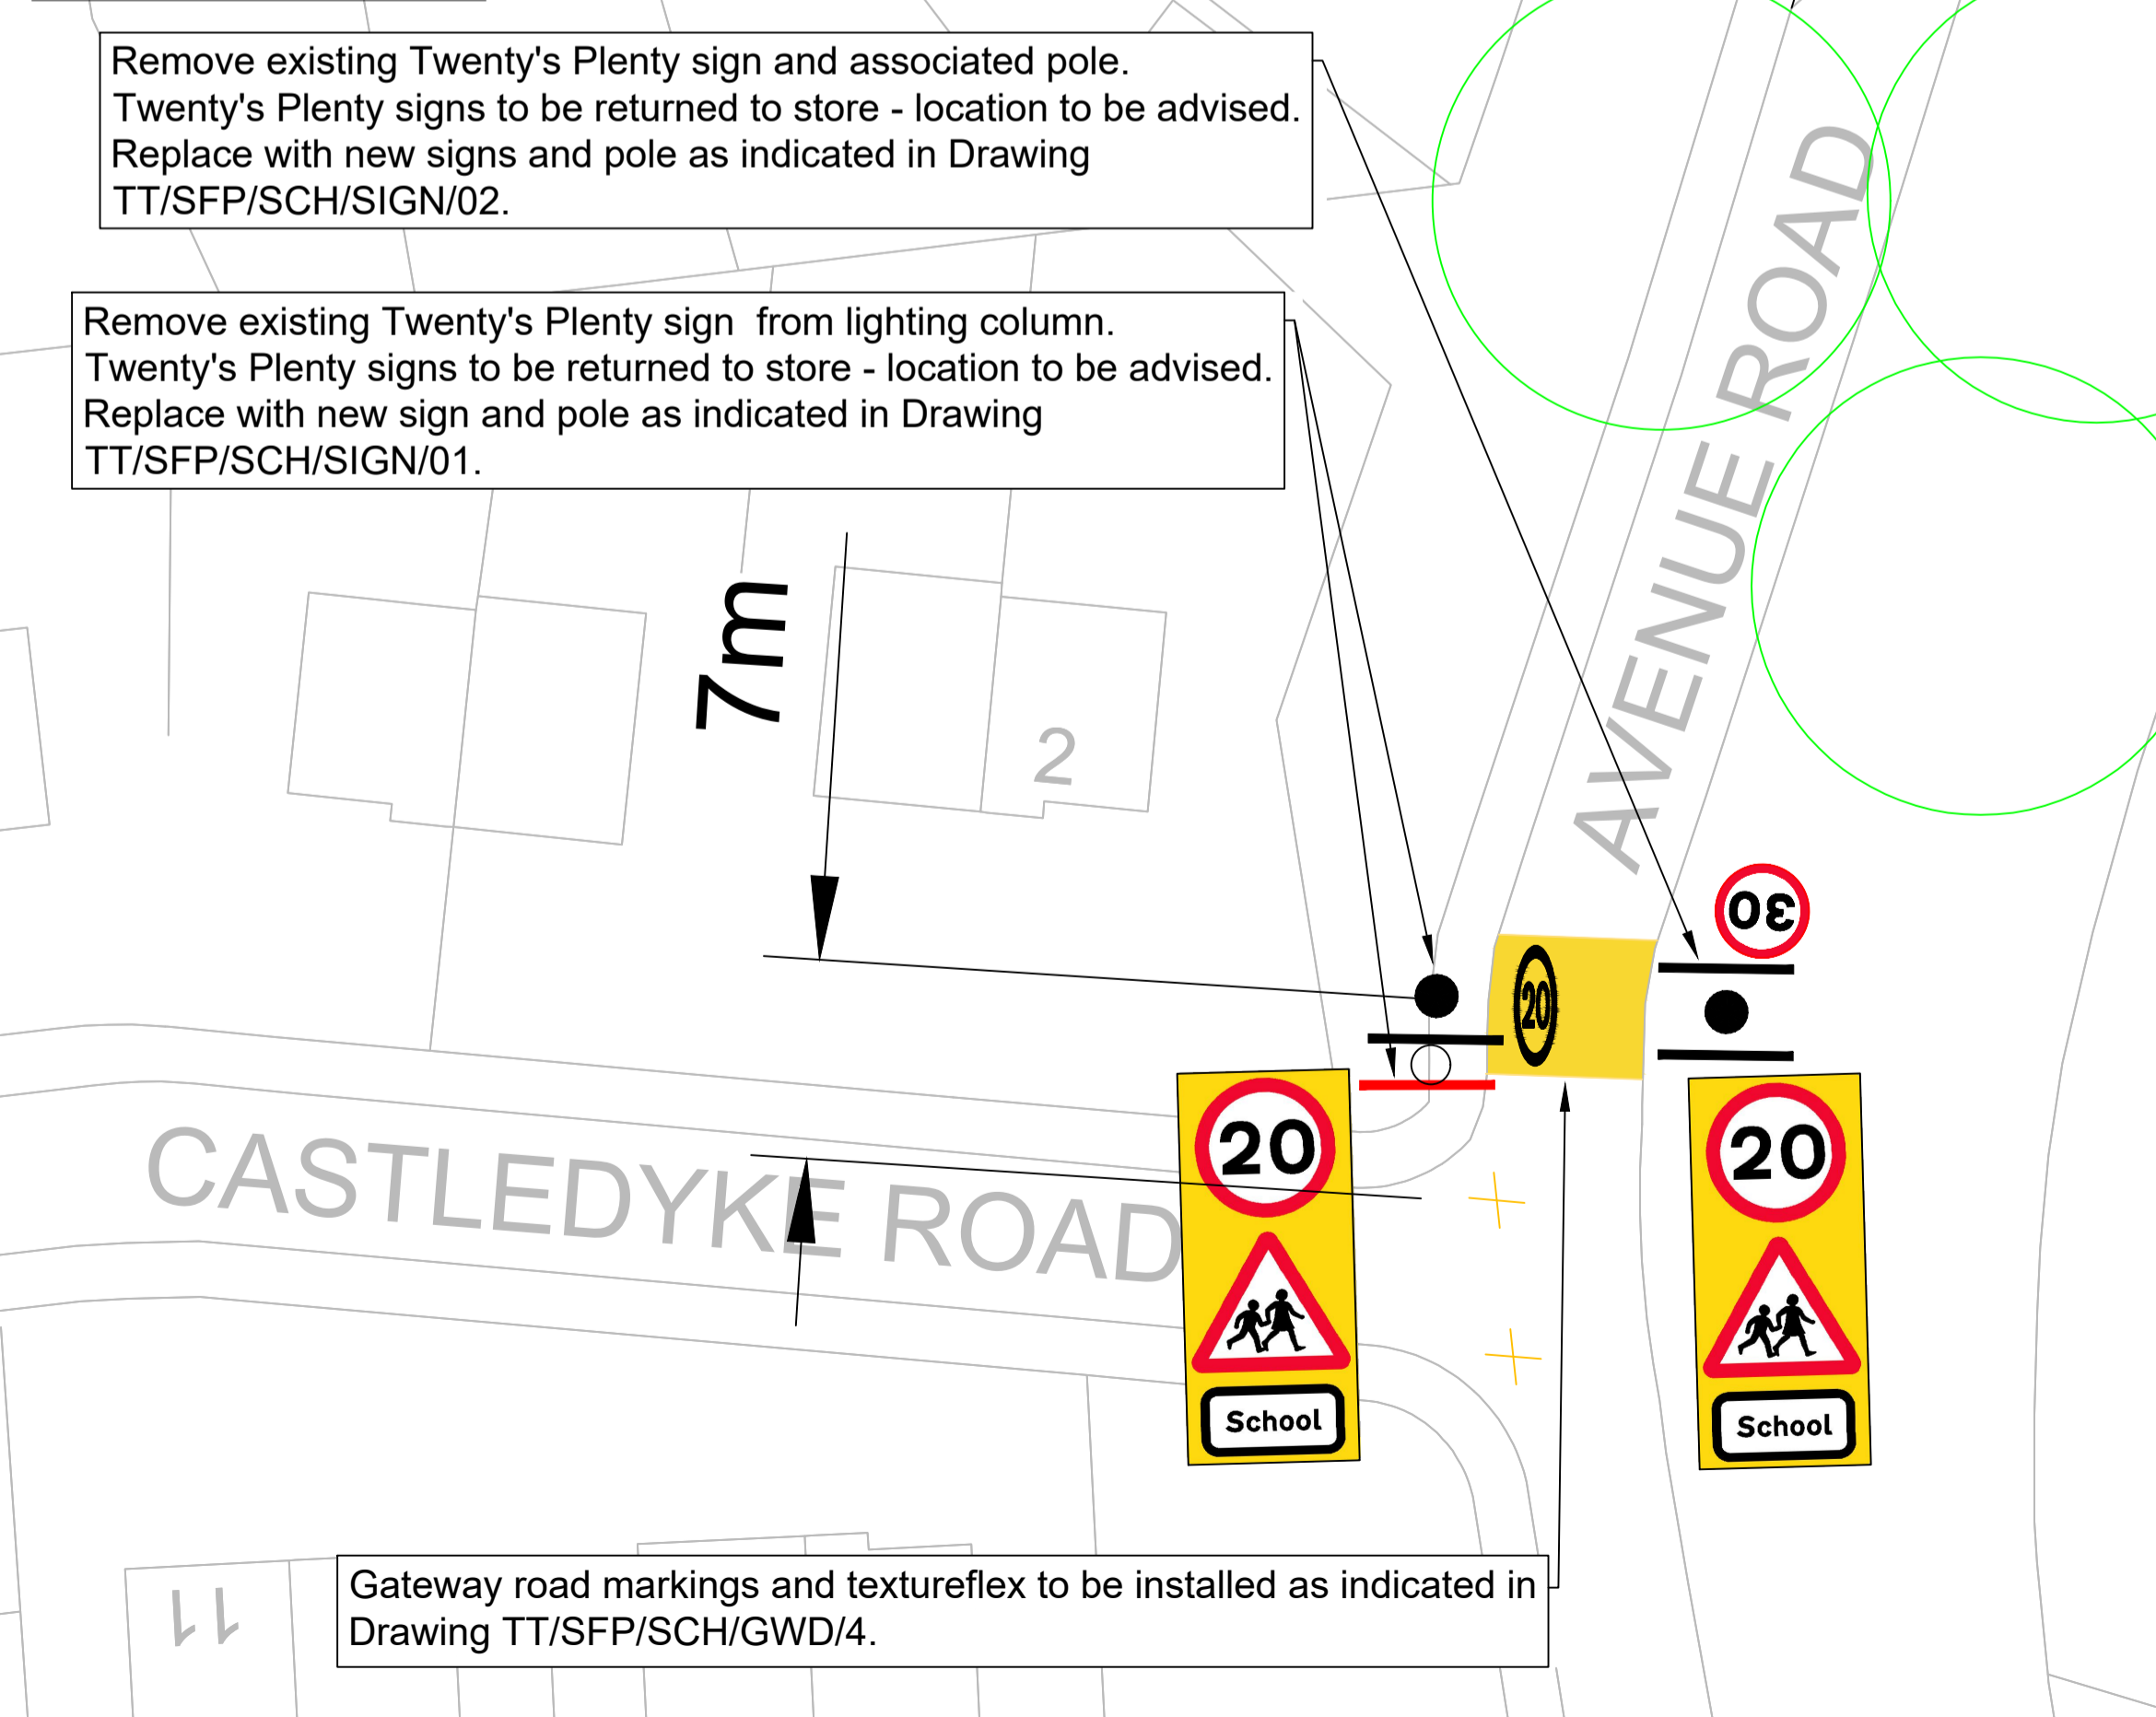 Remove existing Twenty's Plenty sign and associated pole.
Twenty's Plenty signs to be returned to store - location to be advised.
Replace with new signs and pole as indicated in Drawing
TT/SFP/SCH/SIGN/02.
Remove existing Twenty's Plenty sign from lighting column.
Twenty's Plenty signs to be returned to store - location to be advised.
Replace with new sign and pole as indicated in Drawing
TT/SFP/SCH/SIGN/01.
AVENUE ROAD
7m
2
30
20
CASTLEDYKE ROAD
20
School
20
School
11
Gateway road markings and textureflex to be installed as indicated in
Drawing TT/SFP/SCH/GWD/4.